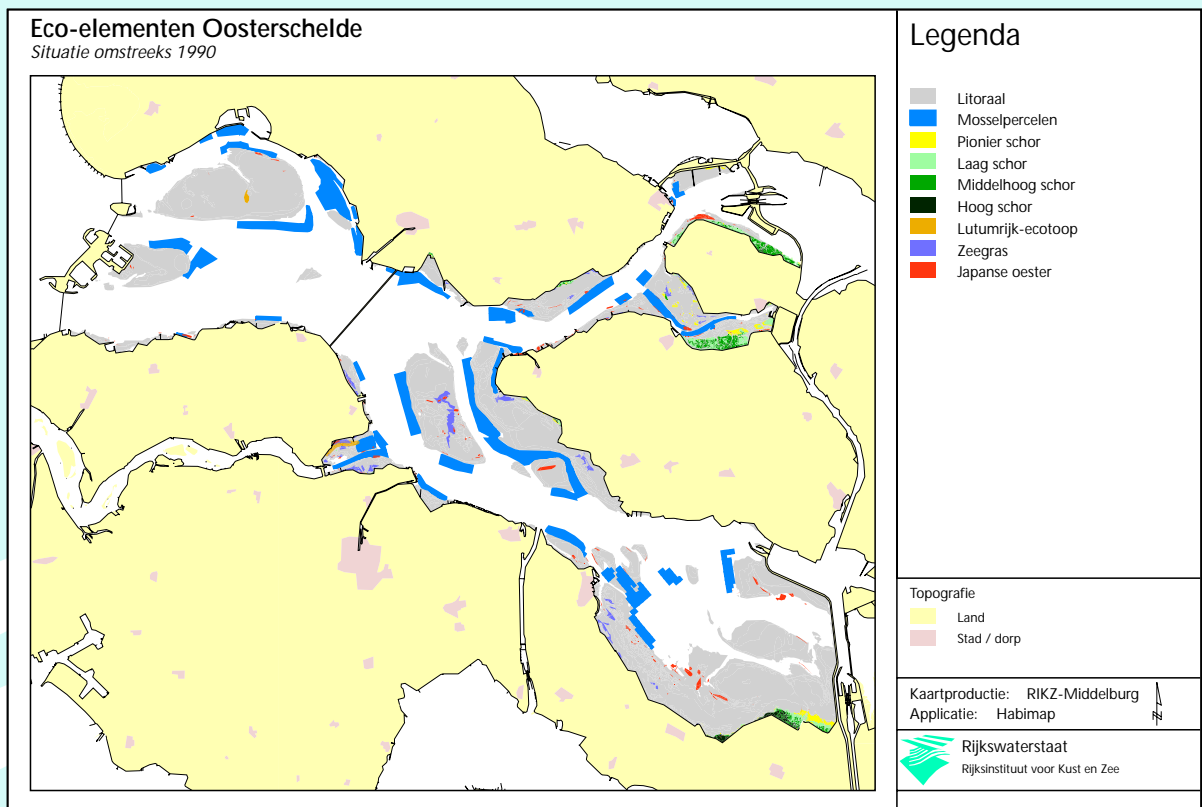 Eco-elementen Oosterschelde
Situatie omstreeks 1990
Legenda
Litoraal
Mosselpercelen
Pionier schor
Laag schor
Middelhoog schor
Hoog schor
Lutumrijk-ecotoop
Zeegras
Japanse oester
Topografie
Land
Stad / dorp
Kaartproductie: RIKZ-Middelburg
Applicatie: Habimap
N
Rijkswaterstaat
Rijksinstituut voor Kust en Zee